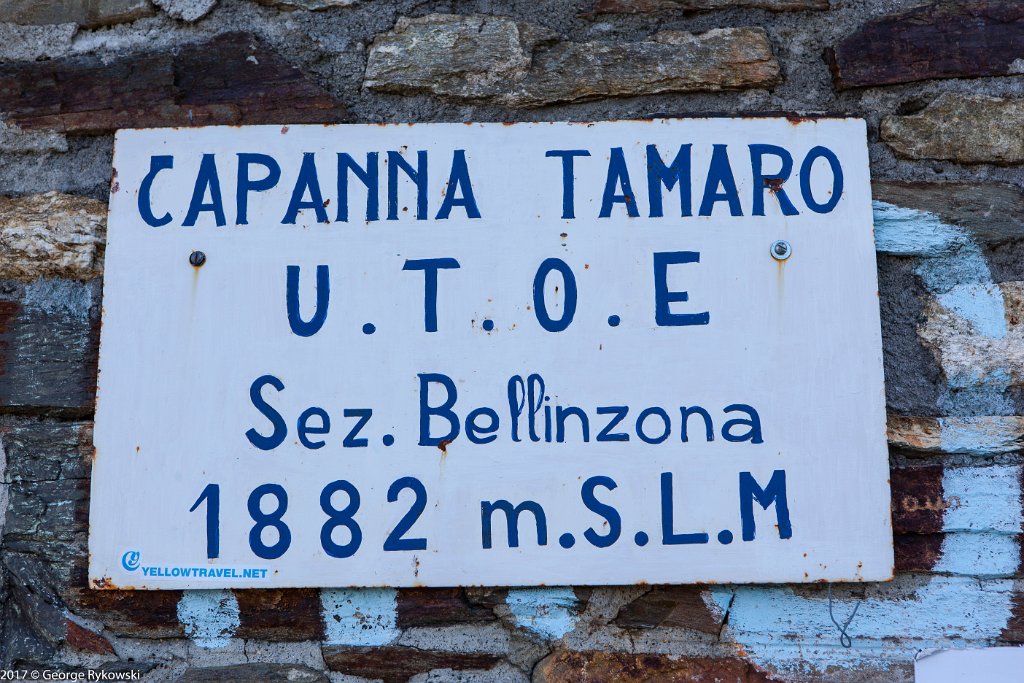 CAPANNA TAMARO
U.T.O.E
Sez. Bellinzona
1882 m.S.L.M
YELLOWTRAVEL.NET
2017 © George Rykowski